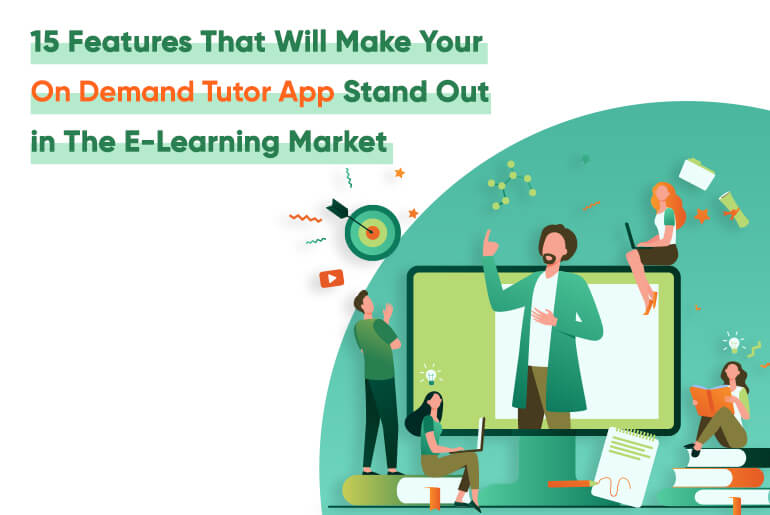 15 Features That Will Make Your
On Demand Tutor App Stand Out
in The E-Learning Market